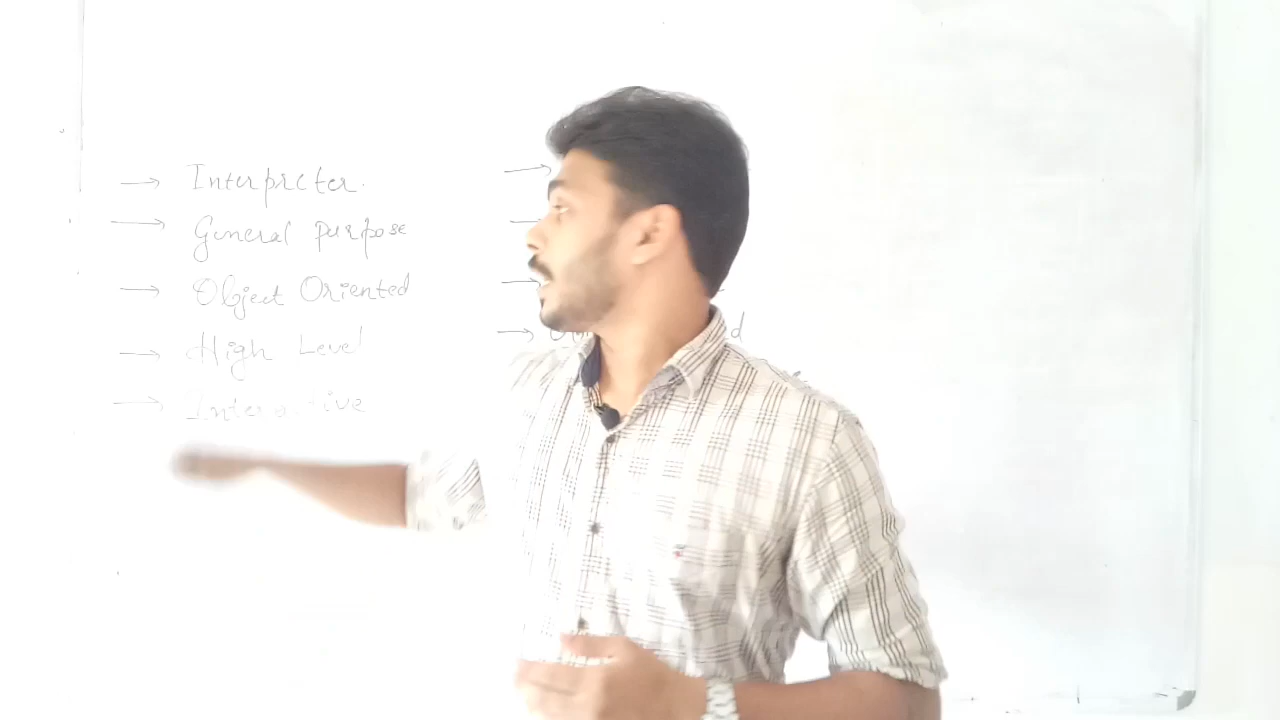 → Interpreter.
→ General purpose
→ Object Oriented
→ High Level
→ Interactive